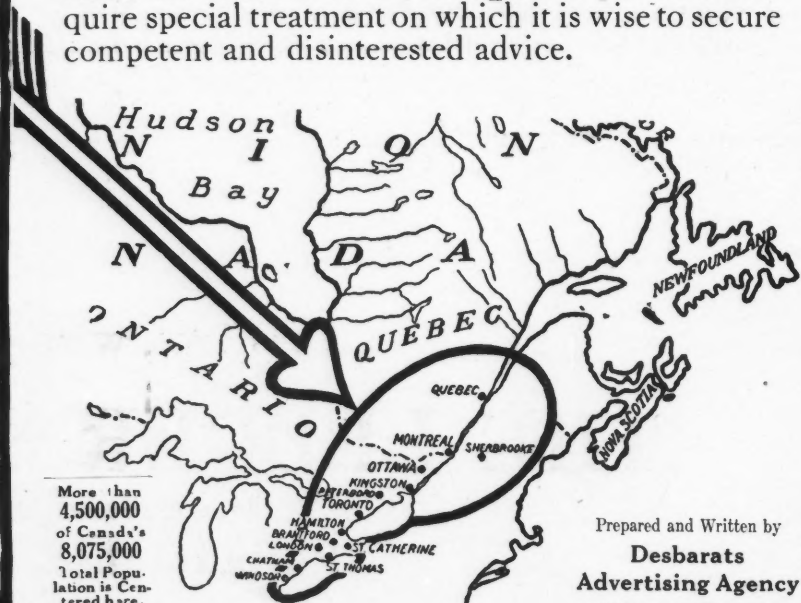 quire special treatment on which it is wise to secure
competent and disinterested advice.
Hudson
N I O N
Bay
N A D A
NEWFOUNDLAND
ONTARIO
QUEBEC
QUEBEC
NOVA SCOTIA
MONTREAL
SHERBROOKE
OTTAWA
KINGSTON
PETERBORO
TORONTO
HAMILTON
BRANTFORD
LONDON
ST CATHERINE
CHATHAM
ST THOMAS
WINDSOR
More than
4,500,000
of Canada's
8,075,000
Total Popu-
lation is Cen-
tered here.
Prepared and Written by
Desbarats
Advertising Agency